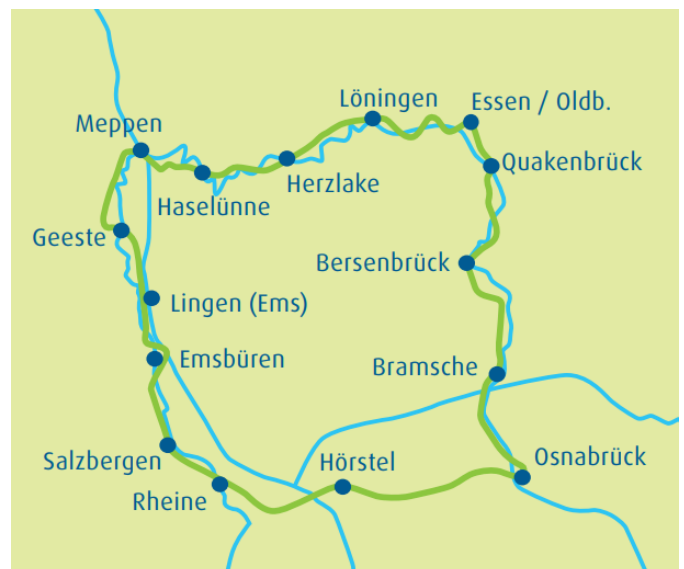 Löningen
Essen / Oldb.
Meppen
Quakenbrück
Herzlake
Haselünne
Geeste
Bersenbrück
Lingen (Ems)
Emsbüren
Bramsche
Salzbergen
Hörstel
Osnabrück
Rheine